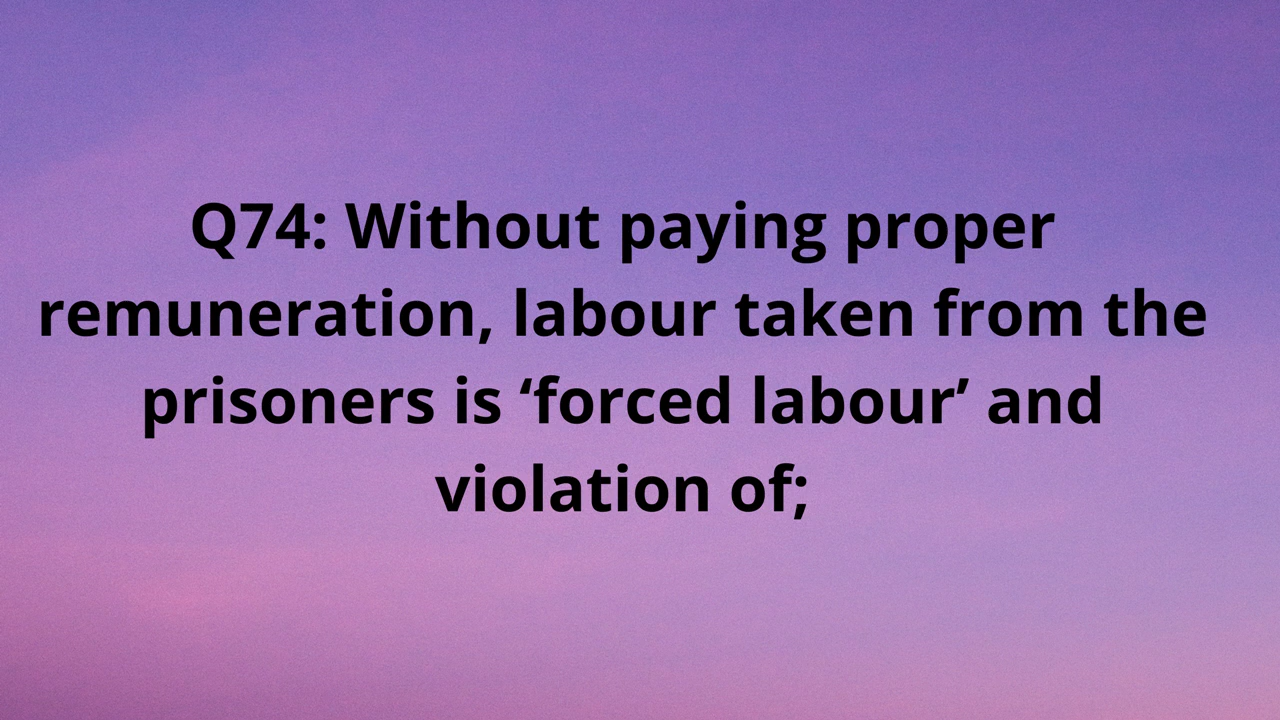 Q74: Without paying proper
remuneration, labour taken from the
prisoners is ‘forced labour’ and
violation of;